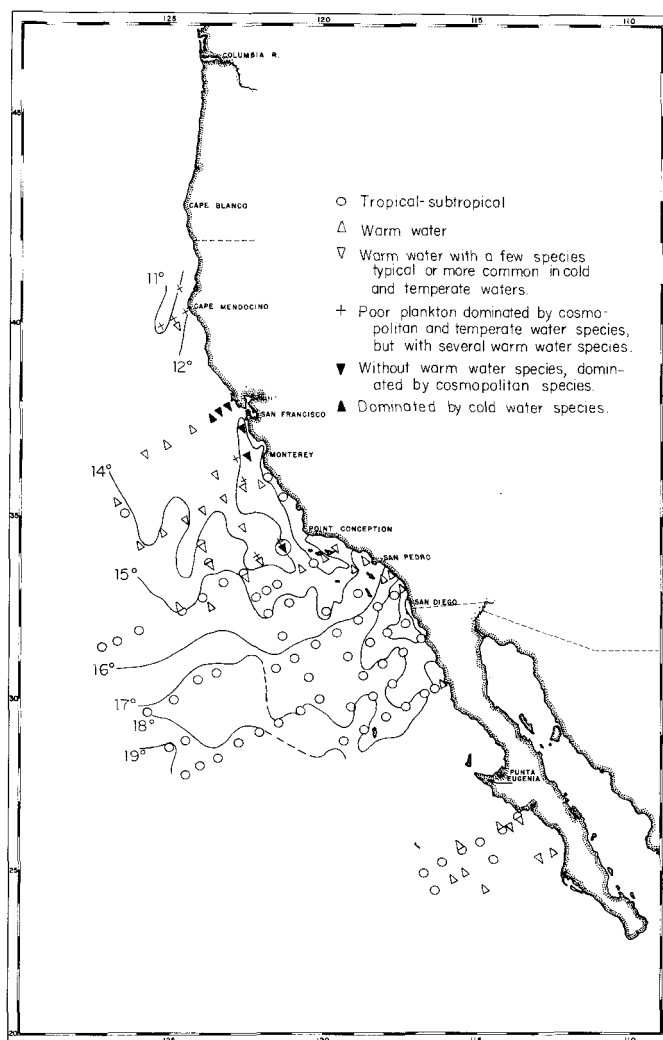 125 120 115 110
COLUMBIA R.
45
CAPE BLANCO
○ Tropical-subtropical
△ Warm water
▽ Warm water with a few species
typical or more common in cold
and temperate waters.
+ Poor plankton dominated by cosmo-
politan and temperate water species,
but with several warm water species.
▼ Without warm water species, domin-
ated by cosmopolitan species.
▲ Dominated by cold water species.
11°
CAPE MENDOCINO
40
12°
SAN FRANCISCO
MONTEREY
14°
35
POINT CONCEPTION
SAN PEDRO
15°
SAN DIEGO
16°
30
17°
18°
19°
PUNTA
EUGENIA
25
20
125 120 115 110